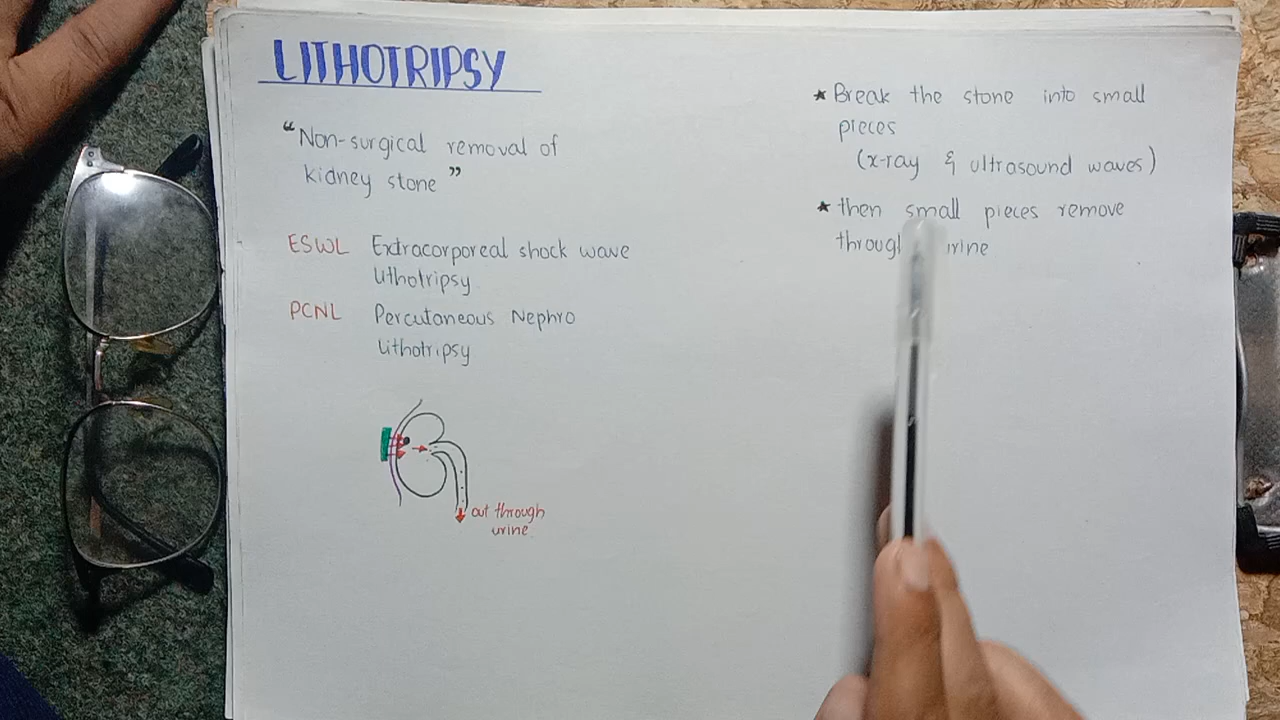 LITHOTRIPSY
"Non-surgical removal of
kidney stone"
ESWL Extracorporeal shock wave
Lithotripsy
PCNL Percutaneous Nephro
Lithotripsy
out through
urine
★ Break the stone into small
pieces
(x-ray & ultrasound waves)
★ then small pieces remove